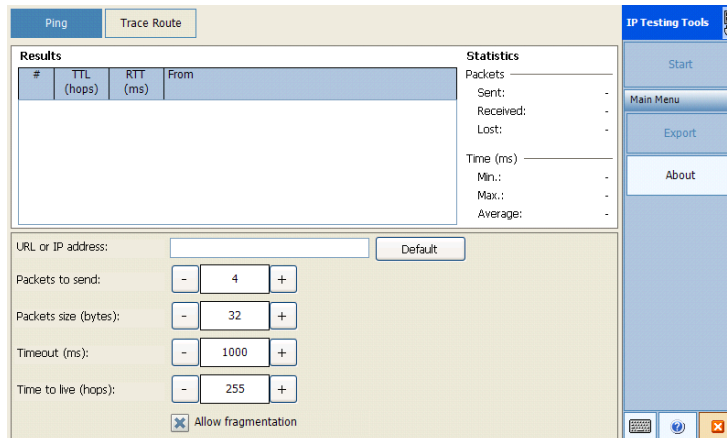 Ping
Trace Route
IP Testing Tools
Results
# TTL (hops) RTT (ms) From
Statistics
Packets
Sent: -
Received: -
Lost: -
Time (ms)
Min.: -
Max.: -
Average: -
Start
Main Menu
Export
About
URL or IP address:
Default
Packets to send: - 4 +
Packets size (bytes): - 32 +
Timeout (ms): - 1000 +
Time to live (hops): - 255 +
Allow fragmentation
?